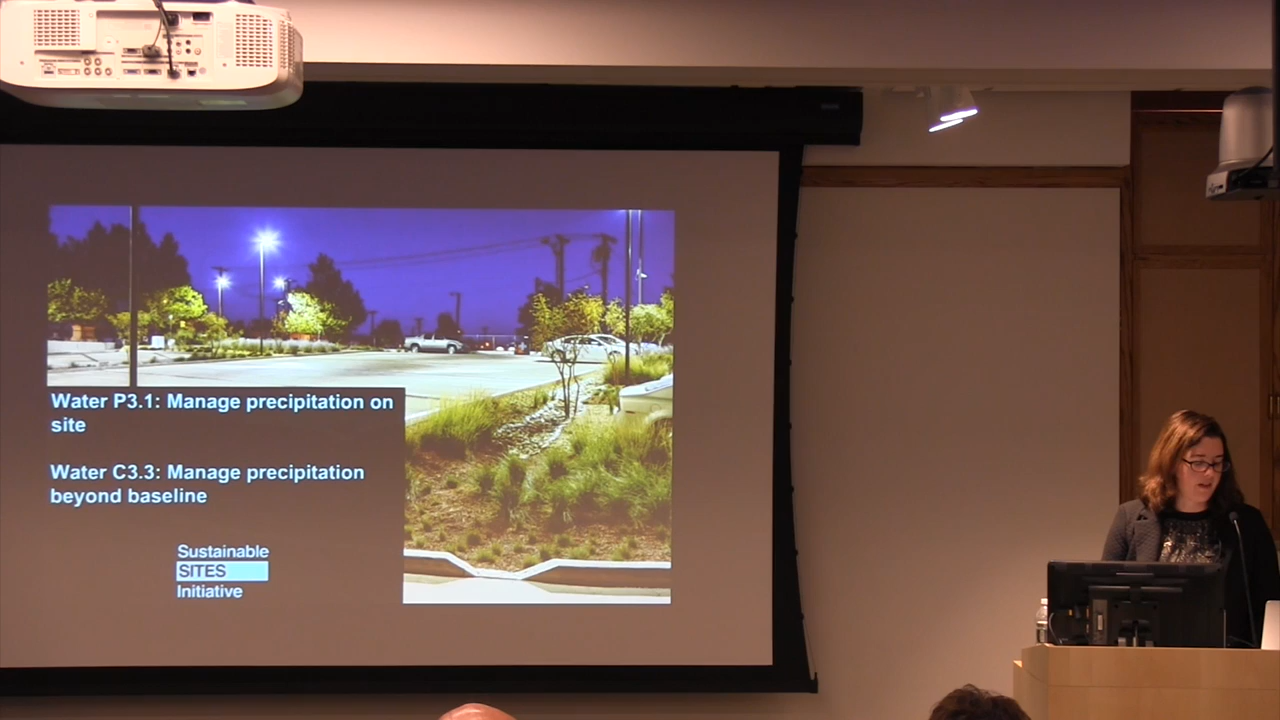 Water P3.1: Manage precipitation on
site
Water C3.3: Manage precipitation
beyond baseline
Sustainable
SITES
Initiative